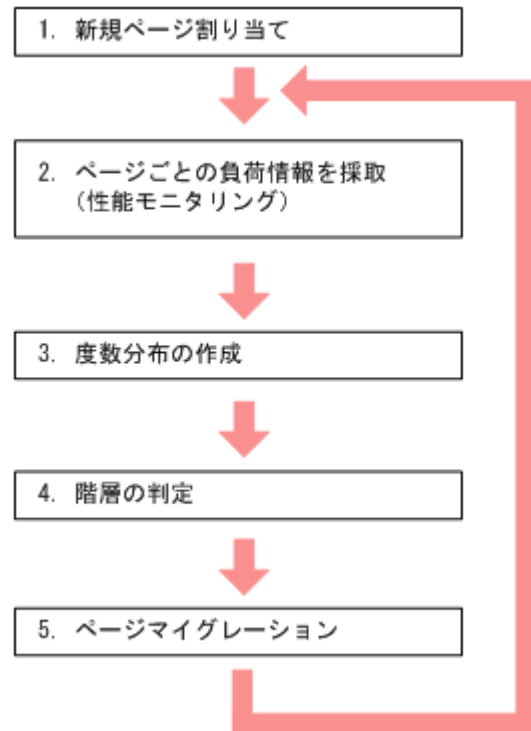 1. 新規ページ割り当て
2. ページごとの負荷情報を採取
（性能モニタリング）
3. 度数分布の作成
4. 階層の判定
5. ページマイグレーション